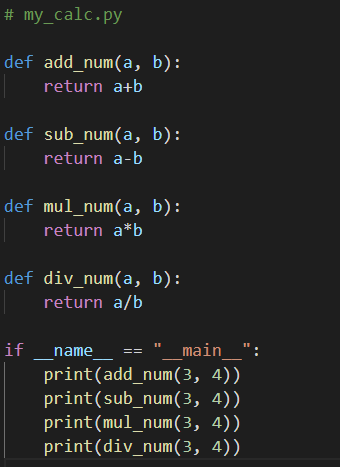 # my_calc.py
def add_num(a, b):
    return a+b
def sub_num(a, b):
    return a-b
def mul_num(a, b):
    return a*b
def div_num(a, b):
    return a/b
if __name__ == "__main__":
    print(add_num(3, 4))
    print(sub_num(3, 4))
    print(mul_num(3, 4))
    print(div_num(3, 4))